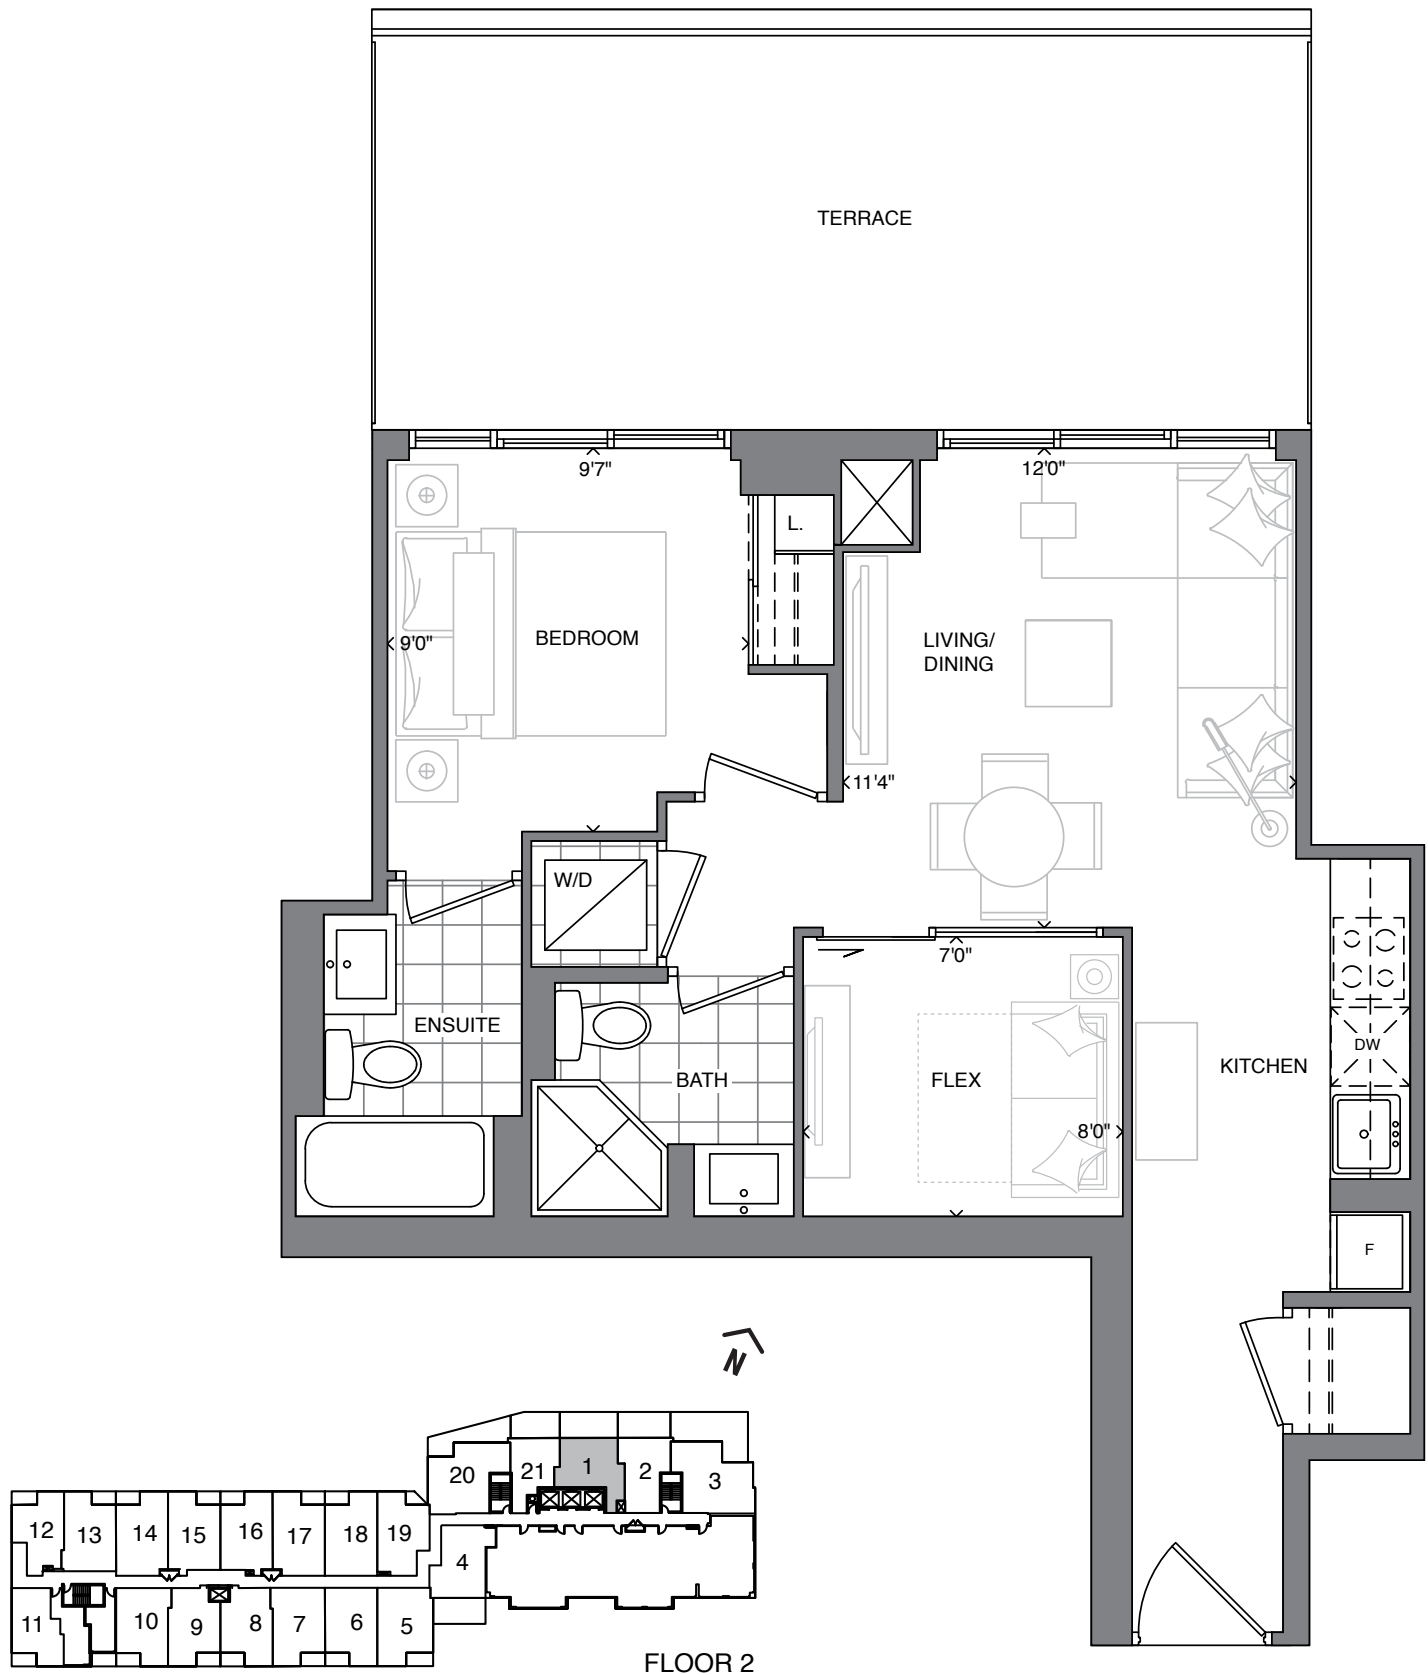 TERRACE
9'7"
12'0"
L.
9'0"
BEDROOM
LIVING/
DINING
11'4"
W/D
7'0"
ENSUITE
BATH
FLEX
KITCHEN
DW
8'0"
F
N
20
21
1
2
3
12
13
14
15
16
17
18
19
4
11
10
9
8
7
6
5
FLOOR 2